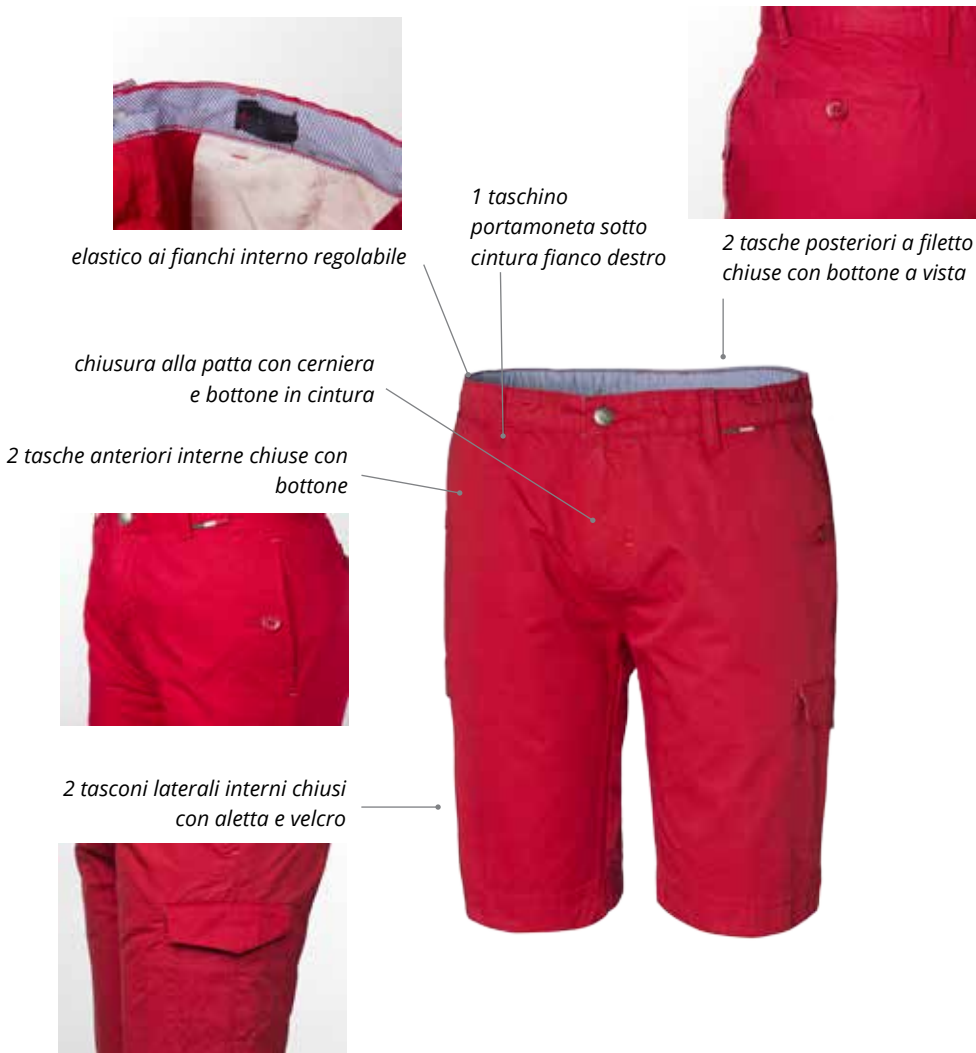 1 taschino
portamoneta sotto
cintura fianco destro
2 tasche posteriori a filetto
chiuse con bottone a vista
elastico ai fianchi interno regolabile
chiusura alla patta con cerniera
e bottone in cintura
2 tasche anteriori interne chiuse con
bottone
2 tasconi laterali interni chiusi
con aletta e velcro